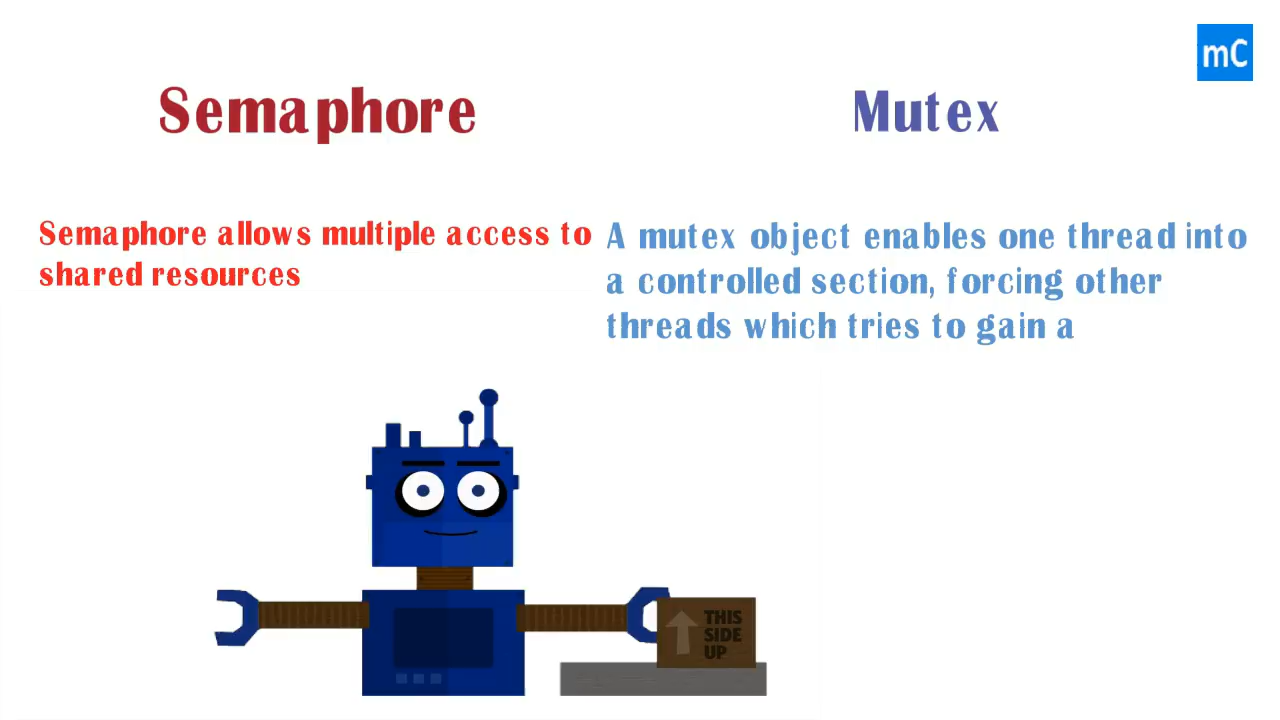 mC
Semaphore
Mutex
Semaphore allows multiple access to
shared resources
A mutex object enables one thread into
a controlled section, forcing other
threads which tries to gain a
THIS
SIDE
UP